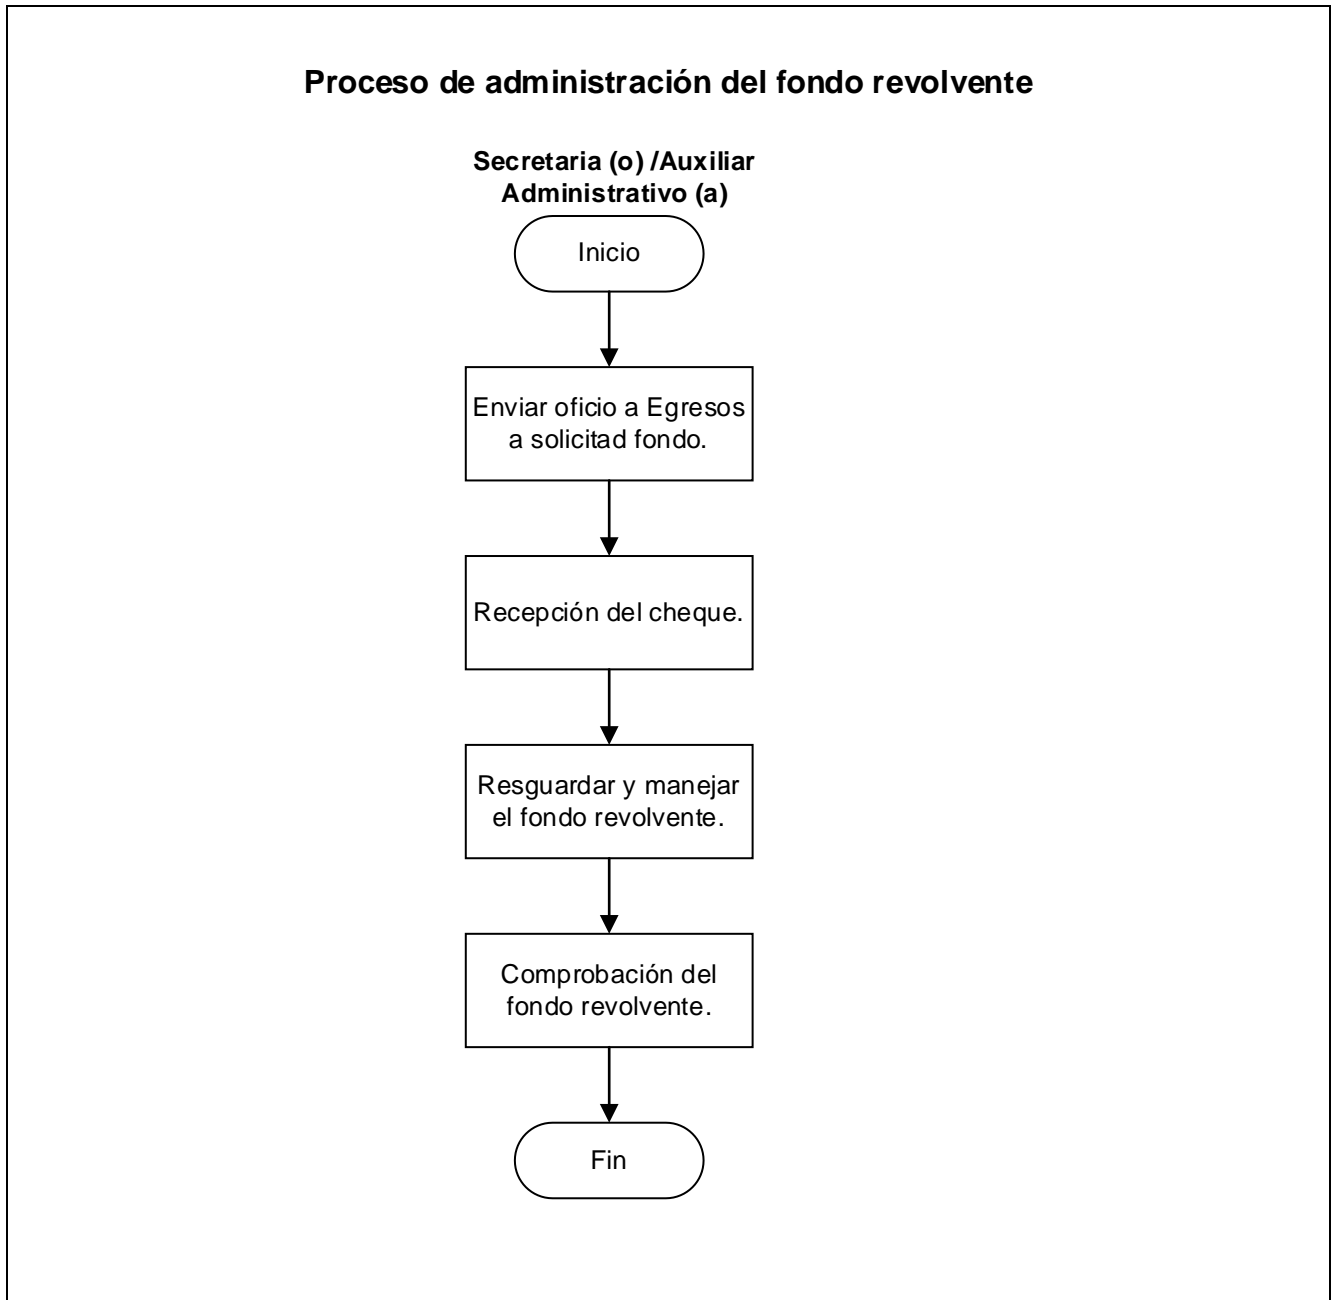 Proceso de administración del fondo revolvente
Secretaria (o) /Auxiliar
Administrativo (a)
Inicio
Enviar oficio a Egresos
a solicitad fondo.
Recepción del cheque.
Resguardar y manejar
el fondo revolvente.
Comprobación del
fondo revolvente.
Fin